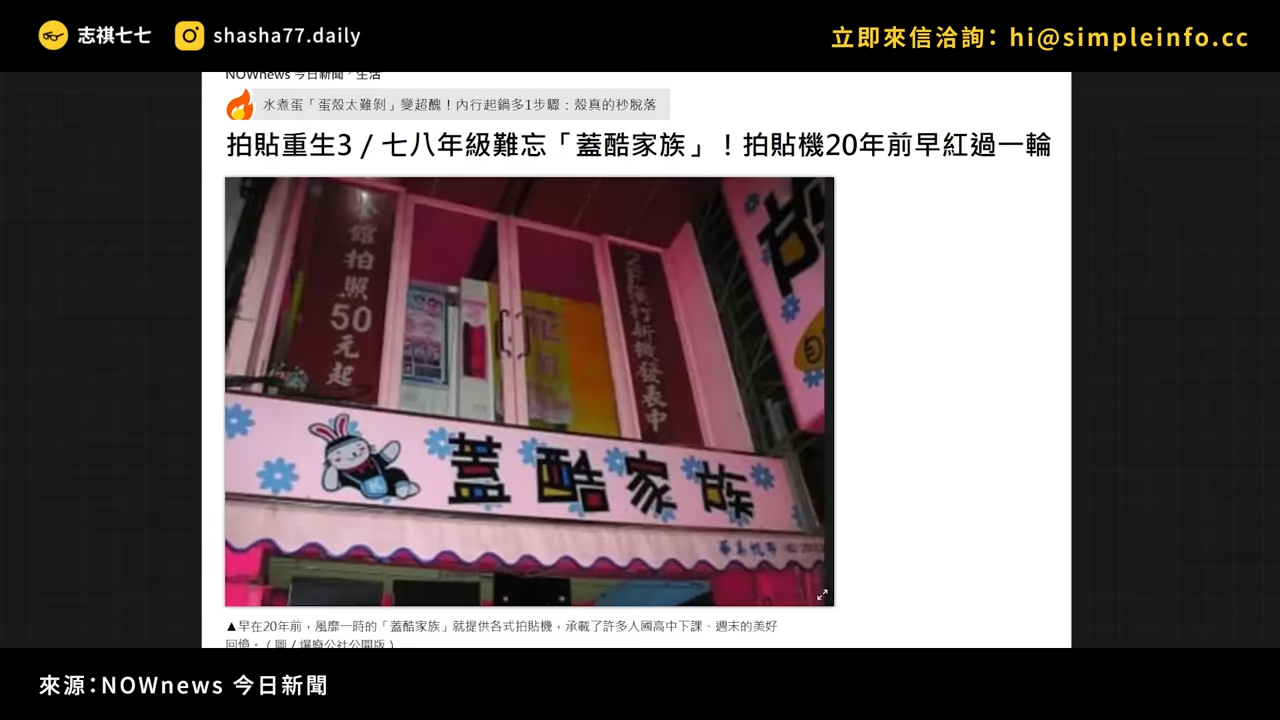 志祺七七
shasha77.daily
立即來信洽詢：hi@simpleinfo.cc
NOWnews 今日新聞・生活
水煮蛋「蛋殼太難剝」變超醜！內行起鍋多1步驟：殼真的秒脫落
拍貼重生3 / 七八年級難忘「蓋酷家族」！拍貼機20年前早紅過一輪
本館拍照50元起
新機發表中
蓋酷家族
▲早在20年前，風靡一時的「蓋酷家族」就提供各式拍貼機，承載了許多人國高中下課、週末的美好
回憶。( 圖 / 爆廢公社公開版 )
來源：NOWnews 今日新聞